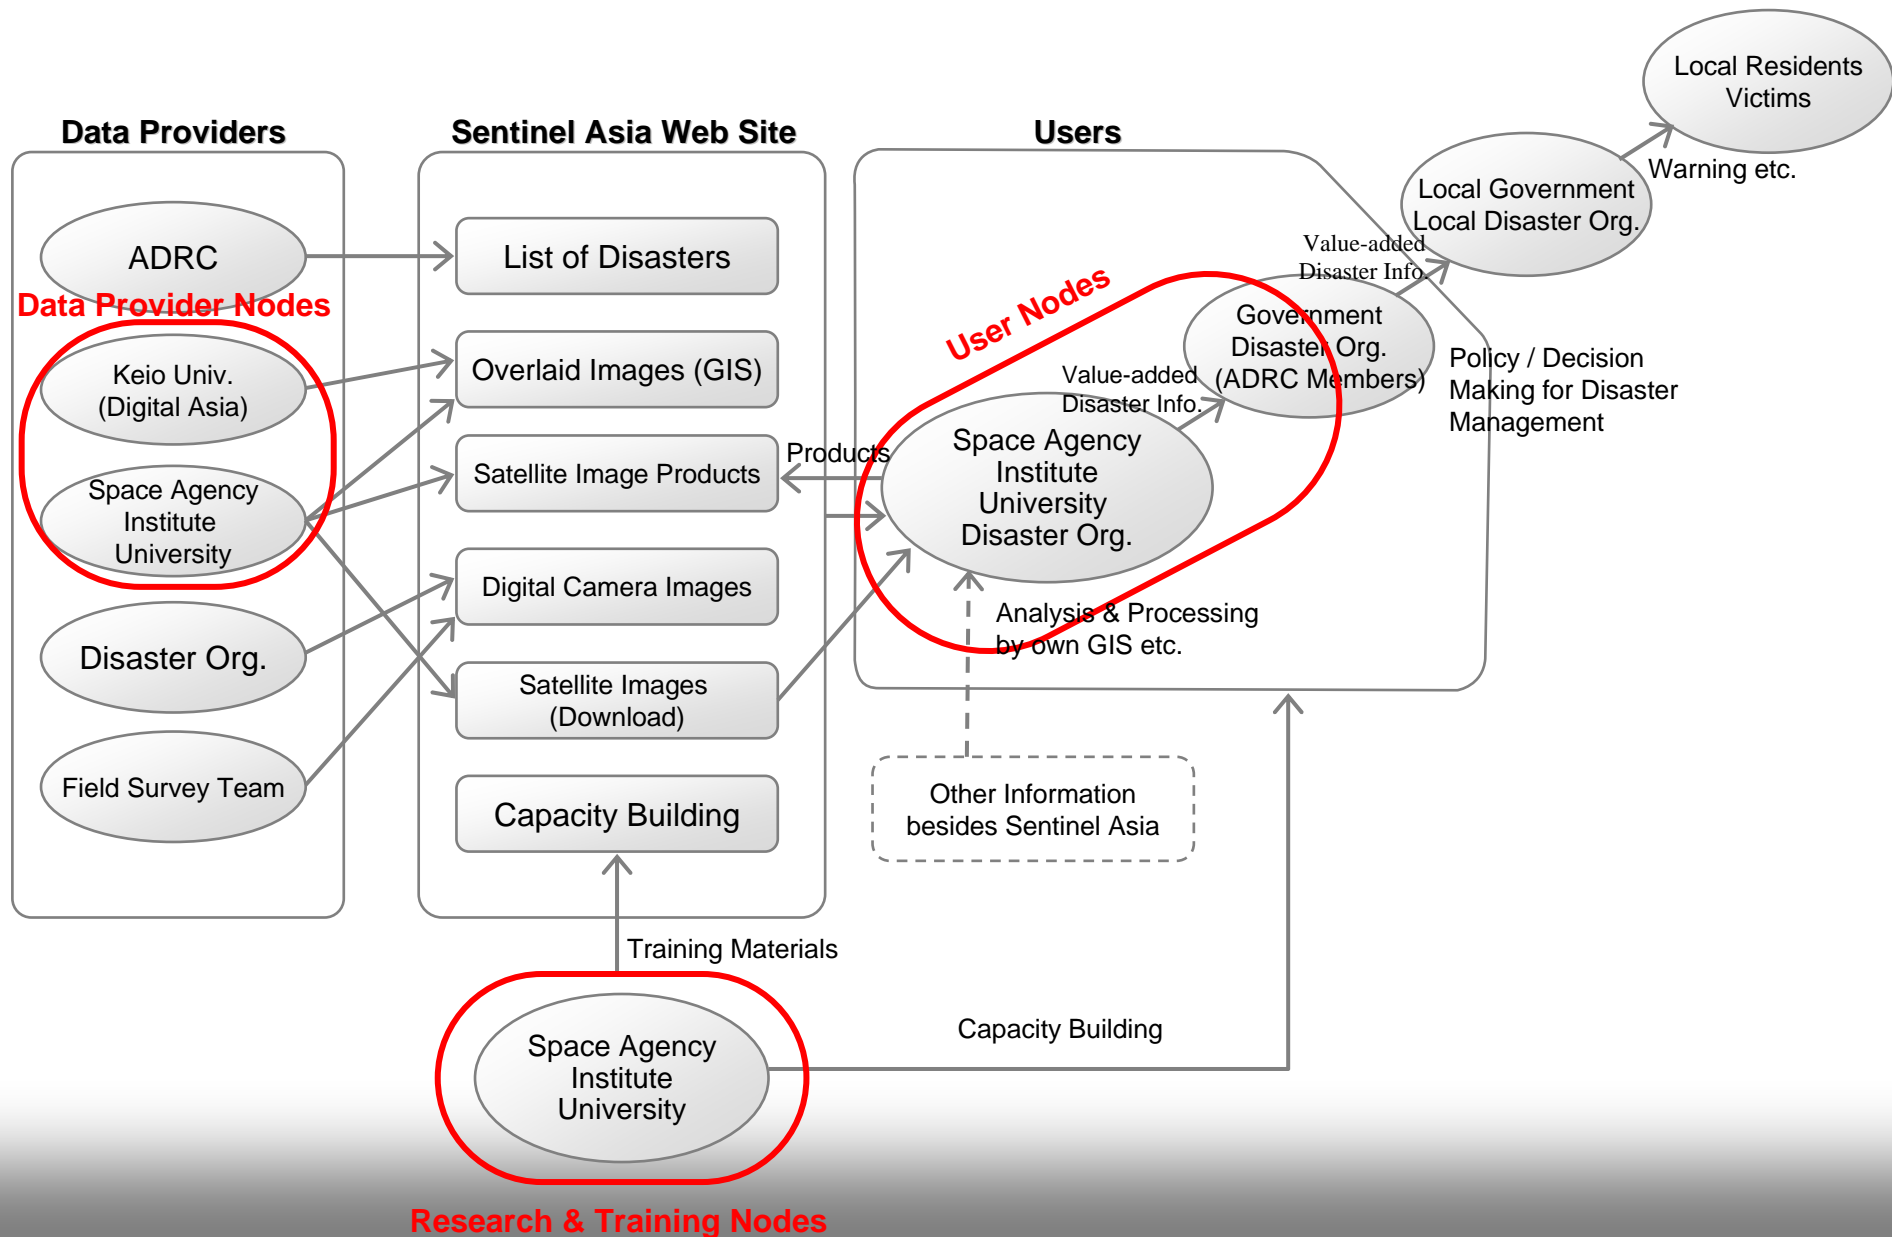 Data Providers
ADRC
Data Provider Nodes
Keio Univ.
(Digital Asia)
Space Agency
Institute
University
Disaster Org.
Field Survey Team
Sentinel Asia Web Site
List of Disasters
Overlaid Images (GIS)
Satellite Image Products
Digital Camera Images
Satellite Images
(Download)
Capacity Building
Training Materials
Space Agency
Institute
University
Research & Training Nodes
Capacity Building
Users
User Nodes
Products
Space Agency
Institute
University
Disaster Org.
Analysis & Processing
by own GIS etc.
Other Information
besides Sentinel Asia
Value-added
Disaster Info.
Government
Disaster Org.
(ADRC Members)
Policy / Decision
Making for Disaster
Management
Value-added
Disaster Info.
Local Government
Local Disaster Org.
Warning etc.
Local Residents
Victims